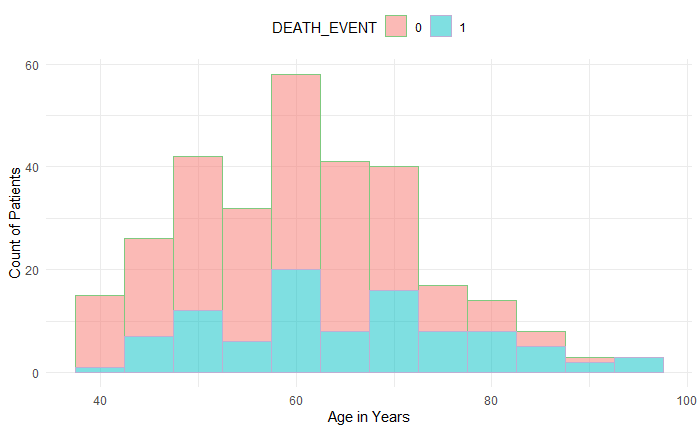 DEATH_EVENT 0 1
60
40
20
0
Count of Patients
40 60 80 100
Age in Years